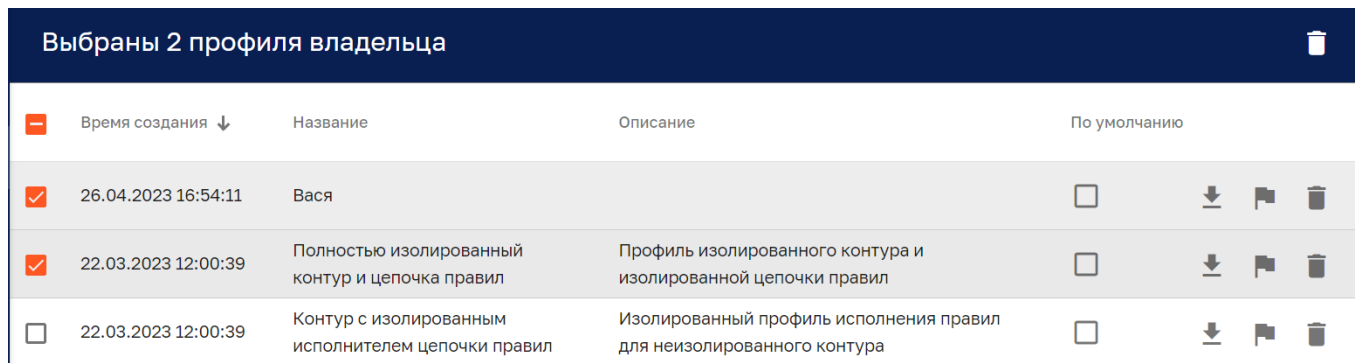 Выбраны 2 профиля владельца
Время создания Название Описание По умолчанию
26.04.2023 16:54:11 Вася
22.03.2023 12:00:39 Полностью изолированный контур и цепочка правил Профиль изолированного контура и изолированной цепочки правил
22.03.2023 12:00:39 Контур с изолированным исполнителем цепочки правил Изолированный профиль исполнения правил для неизолированного контура